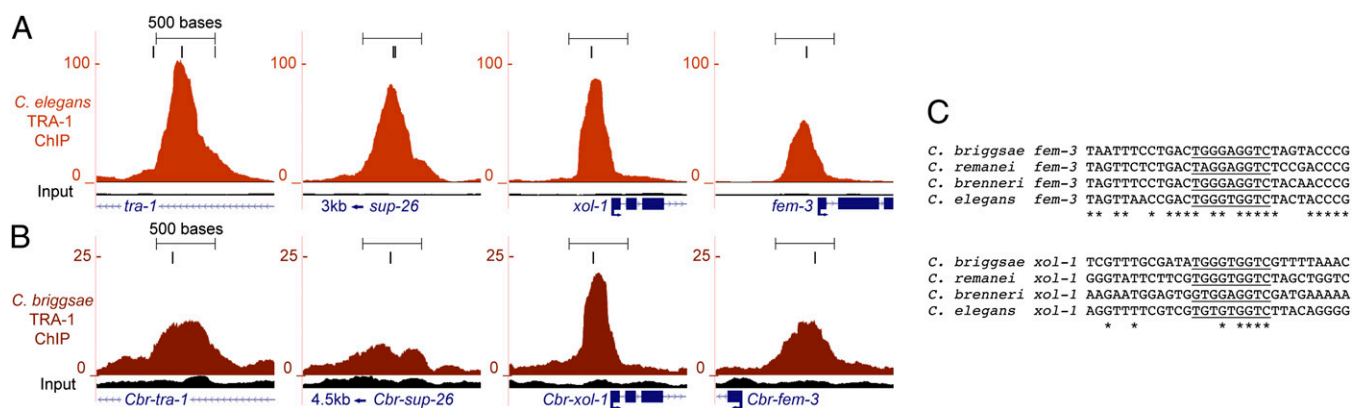 A
500 bases
100
100
100
100
C. elegans
TRA-1
ChIP
0
0
0
0
Input
tra-1
3kb ← sup-26
xol-1
fem-3
B
500 bases
25
25
25
25
C. briggsae
TRA-1
ChIP
0
0
0
0
Input
Cbr-tra-1
4.5kb ← Cbr-sup-26
Cbr-xol-1
Cbr-fem-3
C
C. briggsae fem-3 TAATTTCCTGACTGGGAGGTCTAGTACCCG
C. remanei fem-3 TAGTTCTCTGACTAGGAGGTCTCCGACCCG
C. brenneri fem-3 TAGTTTCCTGACTGGGAGGTCTACAACCCG
C. elegans fem-3 TAGTTAACCGACTGGGTGGTCTACTACCCG
** ** * **** ** ***** *****
C. briggsae xol-1 TCGTTTGCGATATGGGTGGTCGTTTTAAAC
C. remanei xol-1 GGGTATTCTTCGTGGGTGGTCTAGCTGGTC
C. brenneri xol-1 AAGAATGGAGTGGTGGAGGTCGATGAAAAA
C. elegans xol-1 AGGTTTTCGTCGTGTGTGGTCTTACAGGGG
* * * ****